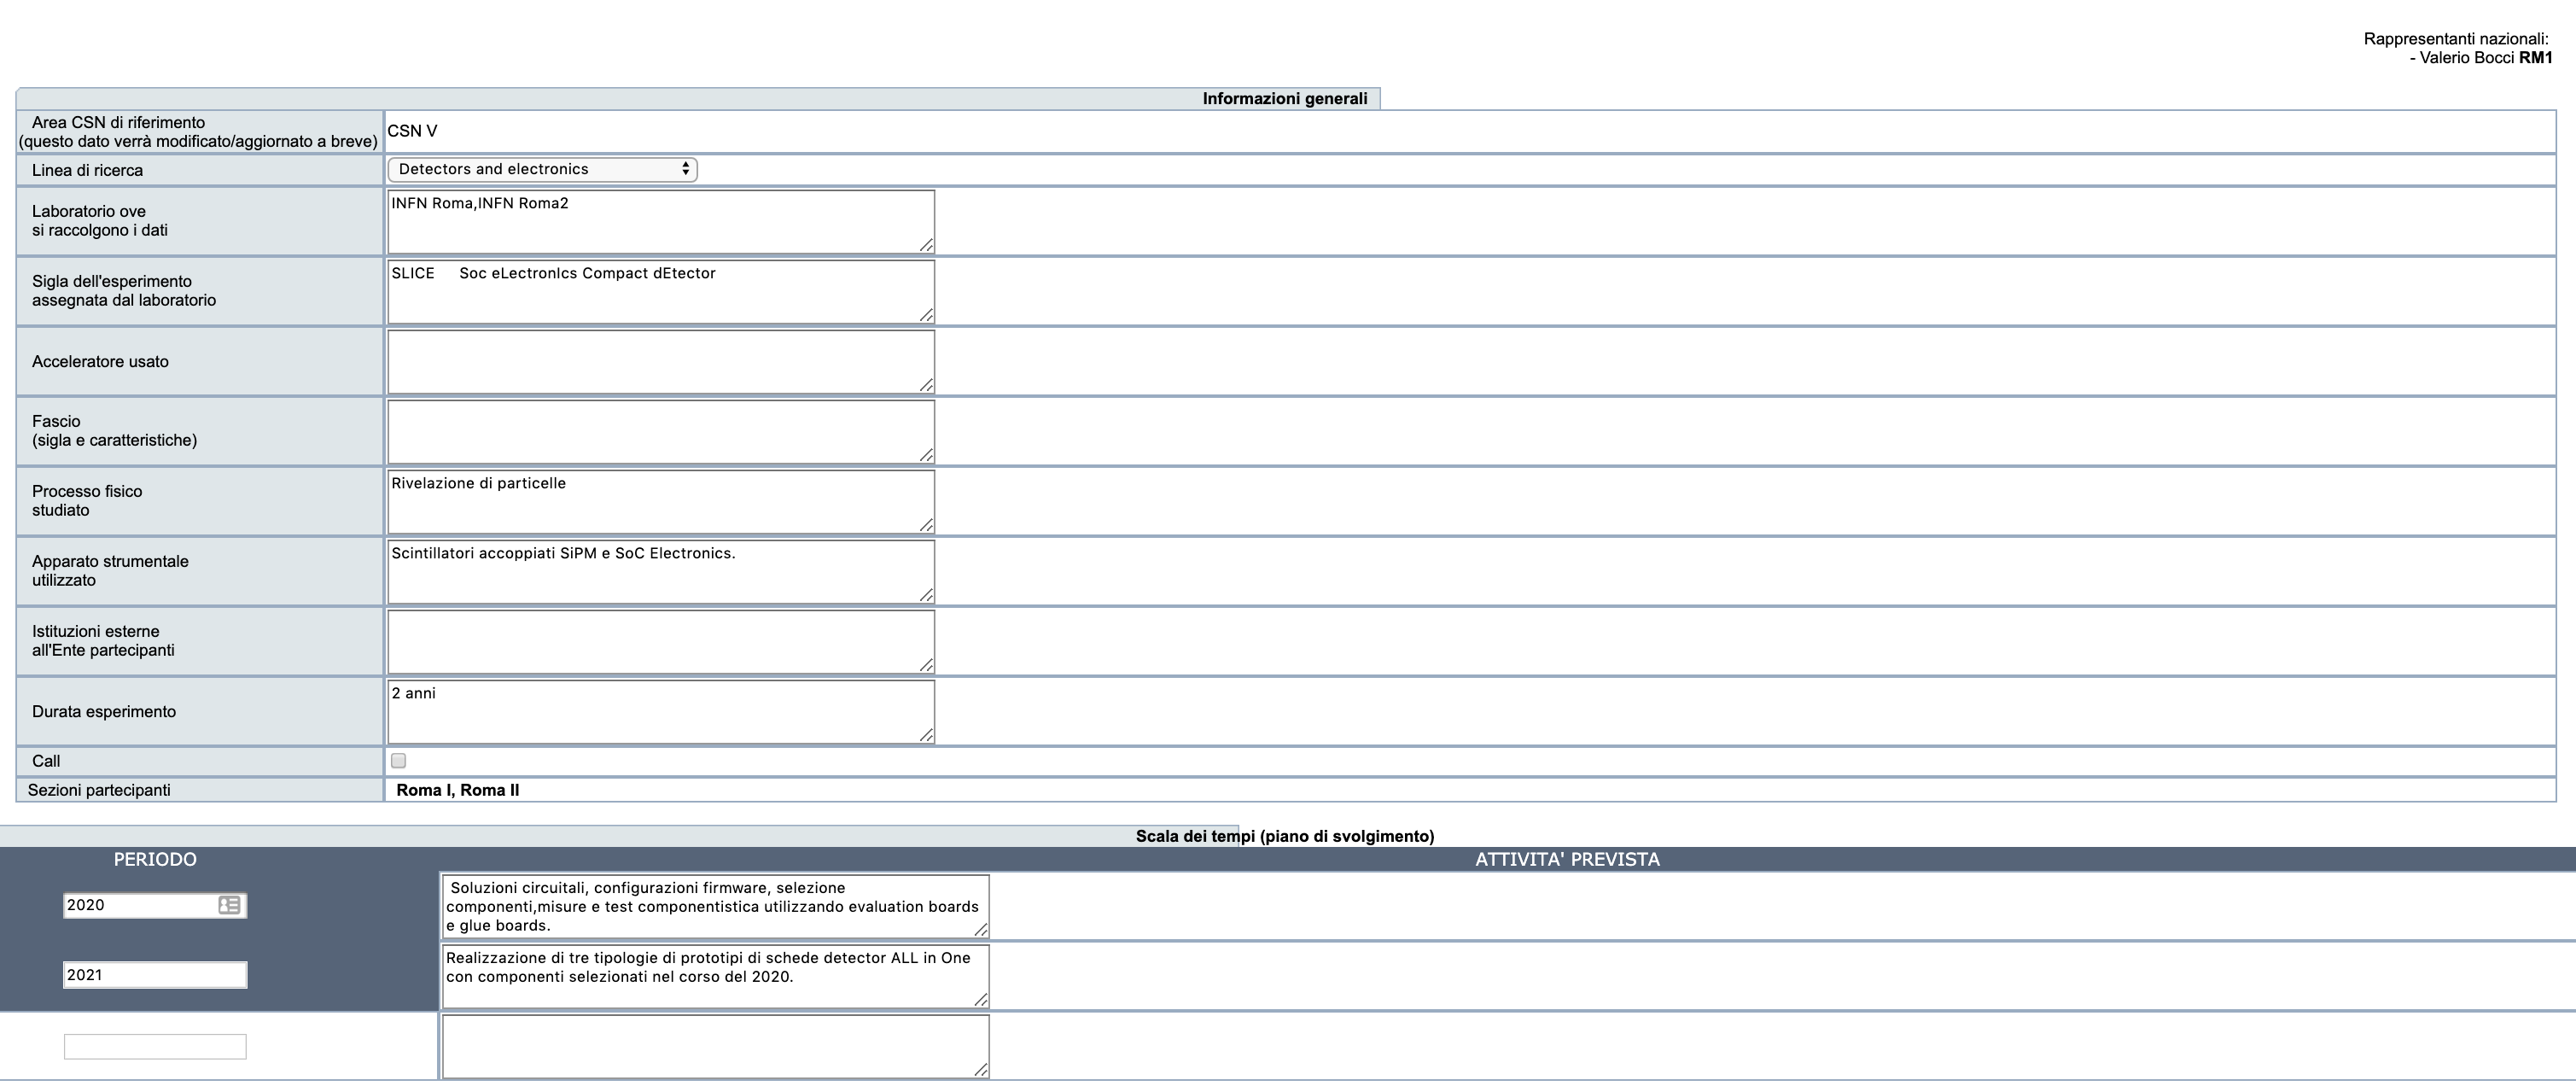 Rappresentanti nazionali:
- Valerio Bocci RM1
Informazioni generali
Area CSN di riferimento
(questo dato verrà modificato/aggiornato a breve)
CSN V
Linea di ricerca
Detectors and electronics
Laboratorio ove
si raccolgono i dati
INFN Roma,INFN Roma2
Sigla dell'esperimento
assegnata dal laboratorio
SLICE Soc eLectronIcs Compact dEtector
Acceleratore usato
Fascio
(sigla e caratteristiche)
Processo fisico
studiato
Rivelazione di particelle
Apparato strumentale
utilizzato
Scintillatori accoppiati SiPM e SoC Electronics.
Istituzioni esterne
all'Ente partecipanti
Durata esperimento
2 anni
Call
Sezioni partecipanti
Roma I, Roma II
Scala dei tempi (piano di svolgimento)
PERIODO
ATTIVITA' PREVISTA
2020
Soluzioni circuitali, configurazioni firmware, selezione
componenti,misure e test componentistica utilizzando evaluation boards
e glue boards.
2021
Realizzazione di tre tipologie di prototipi di schede detector ALL in One
con componenti selezionati nel corso del 2020.